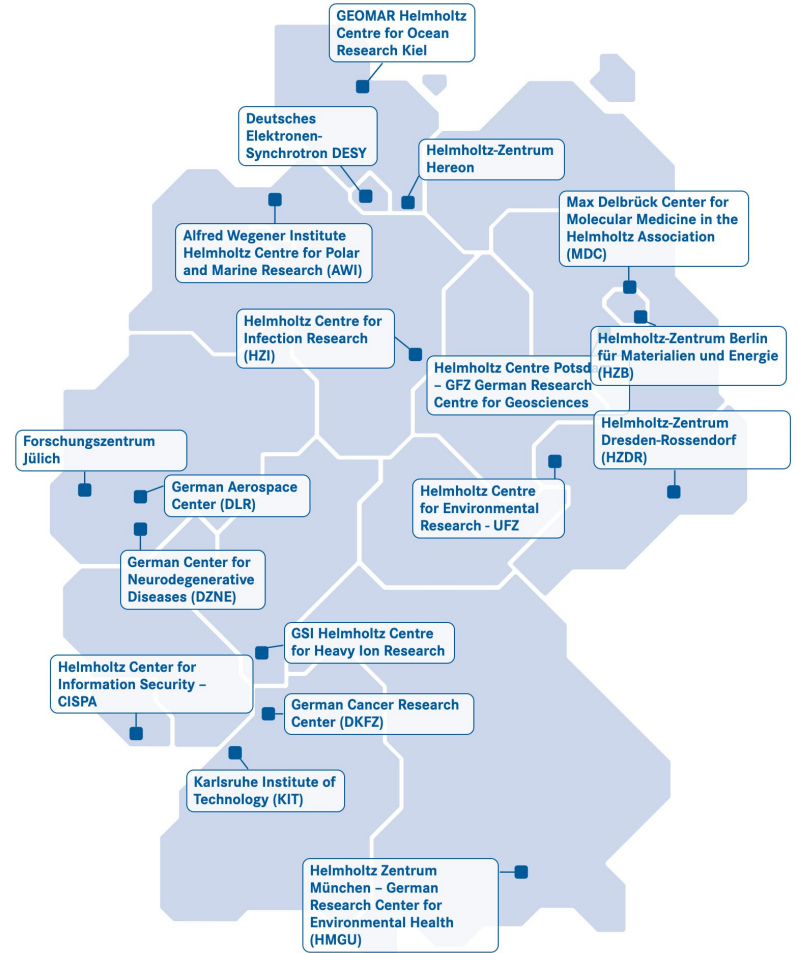 GEOMAR Helmholtz
Centre for Ocean
Research Kiel
Deutsches
Elektronen-
Synchrotron DESY
Helmholtz-Zentrum
Hereon
Max Delbrück Center for
Molecular Medicine in the
Helmholtz Association
(MDC)
Alfred Wegener Institute
Helmholtz Centre for Polar
and Marine Research (AWI)
Helmholtz Centre for
Infection Research
(HZI)
Helmholtz-Zentrum Berlin
für Materialien und Energie
(HZB)
Helmholtz Centre Potsda
– GFZ German Research
Centre for Geosciences
Helmholtz-Zentrum
Dresden-Rossendorf
(HZDR)
Forschungszentrum
Jülich
German Aerospace
Center (DLR)
Helmholtz Centre
for Environmental
Research - UFZ
German Center for
Neurodegenerative
Diseases (DZNE)
GSI Helmholtz Centre
for Heavy Ion Research
Helmholtz Center for
Information Security –
CISPA
German Cancer Research
Center (DKFZ)
Karlsruhe Institute of
Technology (KIT)
Helmholtz Zentrum
München – German
Research Center for
Environmental Health
(HMGU)